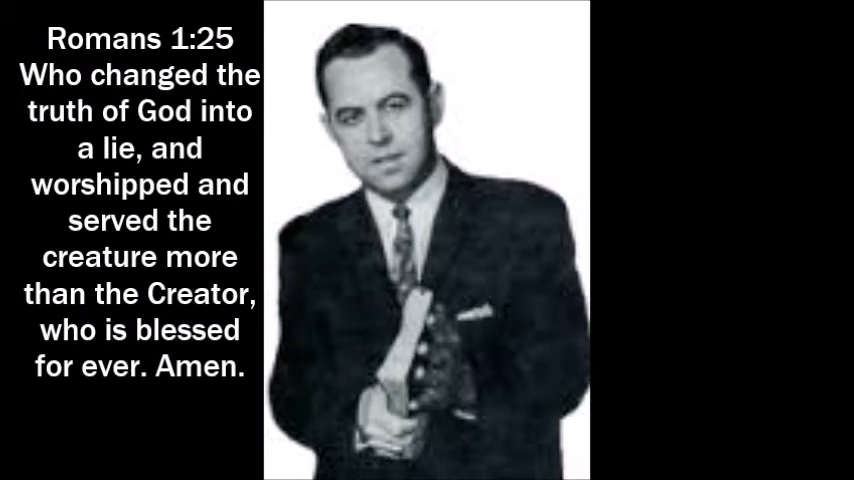 Romans 1:25
Who changed the
truth of God into
a lie, and
worshipped and
served the
creature more
than the Creator,
who is blessed
for ever. Amen.